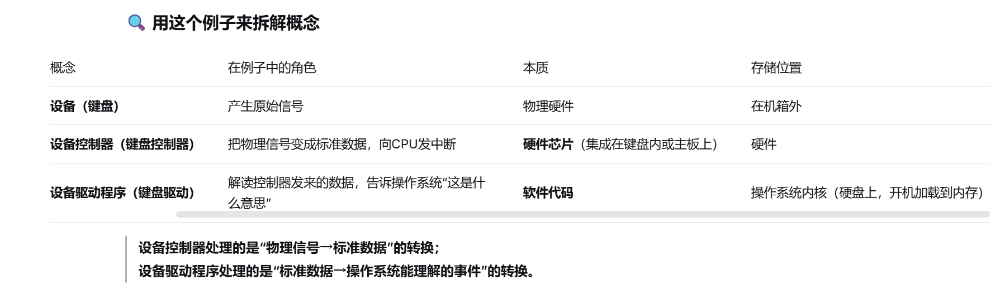 🔍 用这个例子来拆解概念
概念 在例子中的角色 本质 存储位置
设备（键盘） 产生原始信号 物理硬件 在机箱外
设备控制器（键盘控制器） 把物理信号变成标准数据，向CPU发中断 硬件芯片（集成在键盘内或主板上） 硬件
设备驱动程序（键盘驱动） 解读控制器发来的数据，告诉操作系统“这是什
么意思” 软件代码 操作系统内核（硬盘上，开机加载到内存）
设备控制器处理的是“物理信号→标准数据”的转换；
设备驱动程序处理的是“标准数据→操作系统能理解的事件”的转换。